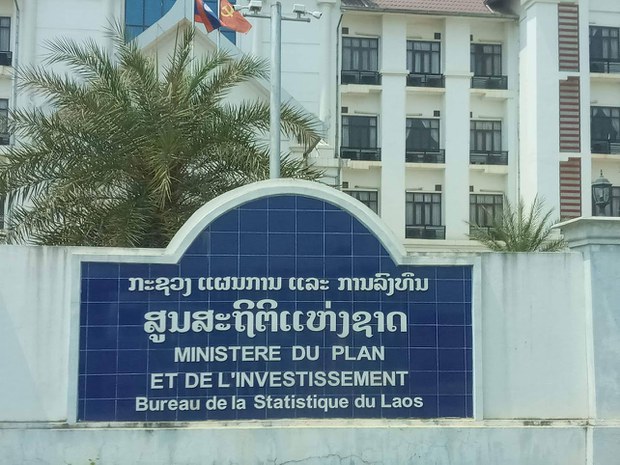 ກະຊວງ ແຜນການ ແລະ ການລົງທຶນ
ສູນສະຖິຕິແຫ່ງຊາດ
MINISTERE DU PLAN
ET DE L'INVESTISSEMENT
Bureau de la Statistique du Laos